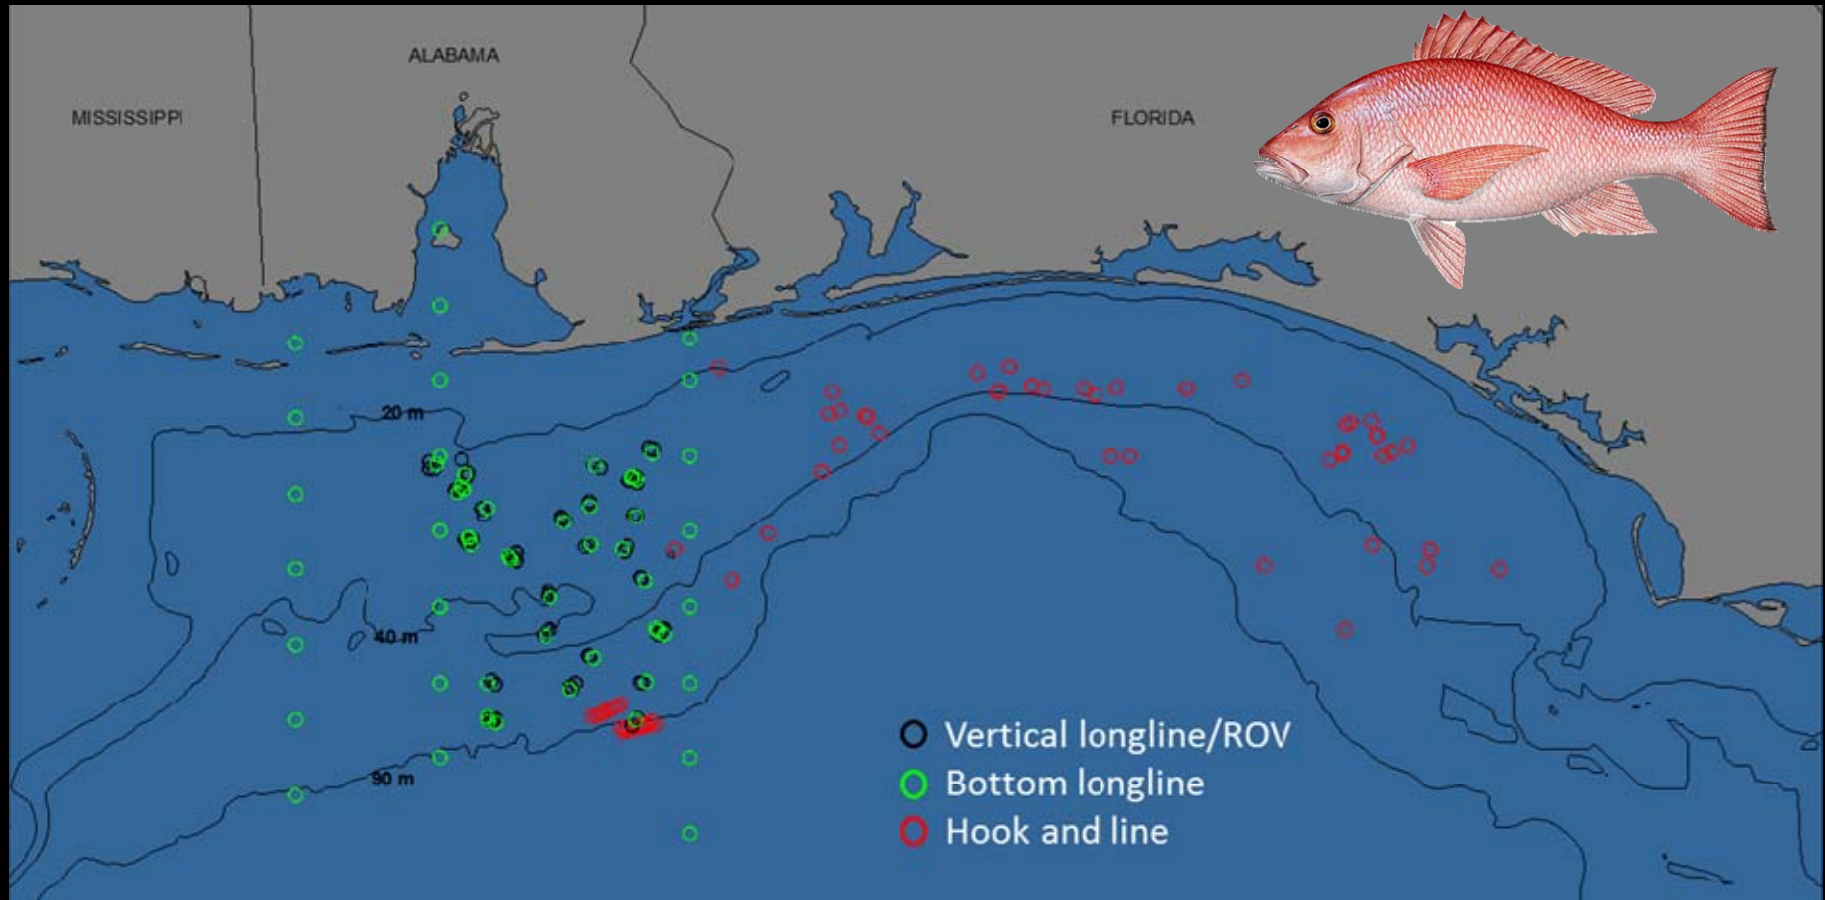 ALABAMA
MISSISSIPPI
FLORIDA
20 m
40 m
90 m
Vertical longline/ROV
Bottom longline
Hook and line